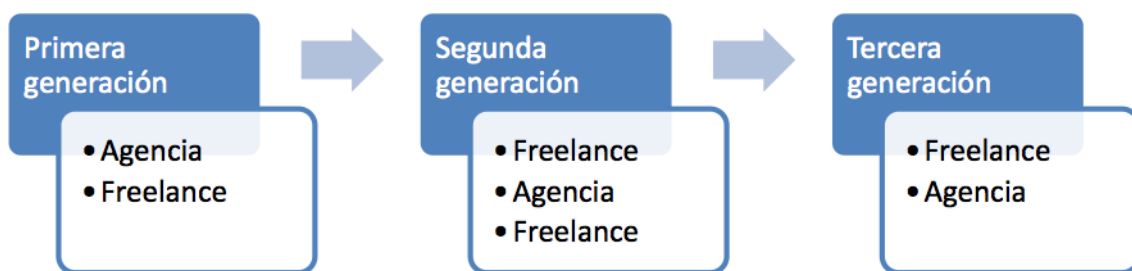 Primera
generación
• Agencia
• Freelance
Segunda
generación
• Freelance
• Agencia
• Freelance
Tercera
generación
• Freelance
• Agencia